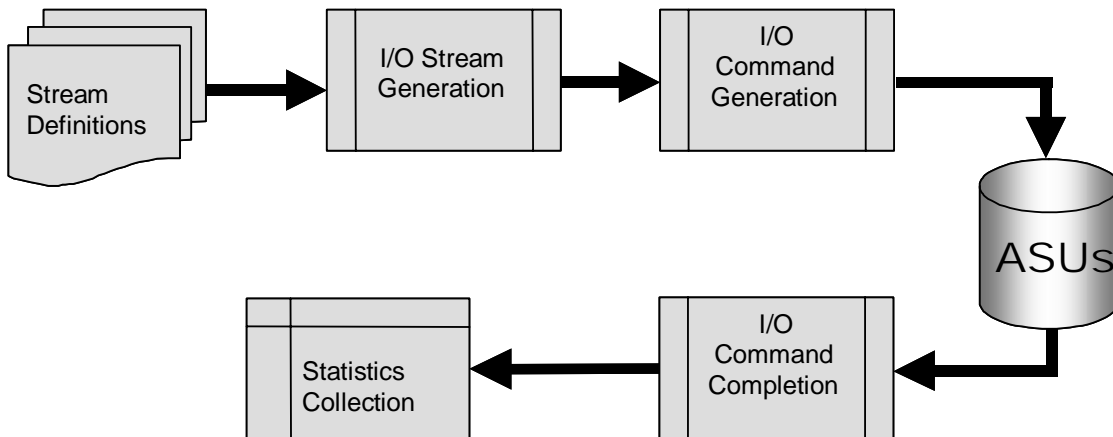 Stream
Definitions
I/O Stream
Generation
I/O
Command
Generation
ASUs
I/O
Command
Completion
Statistics
Collection